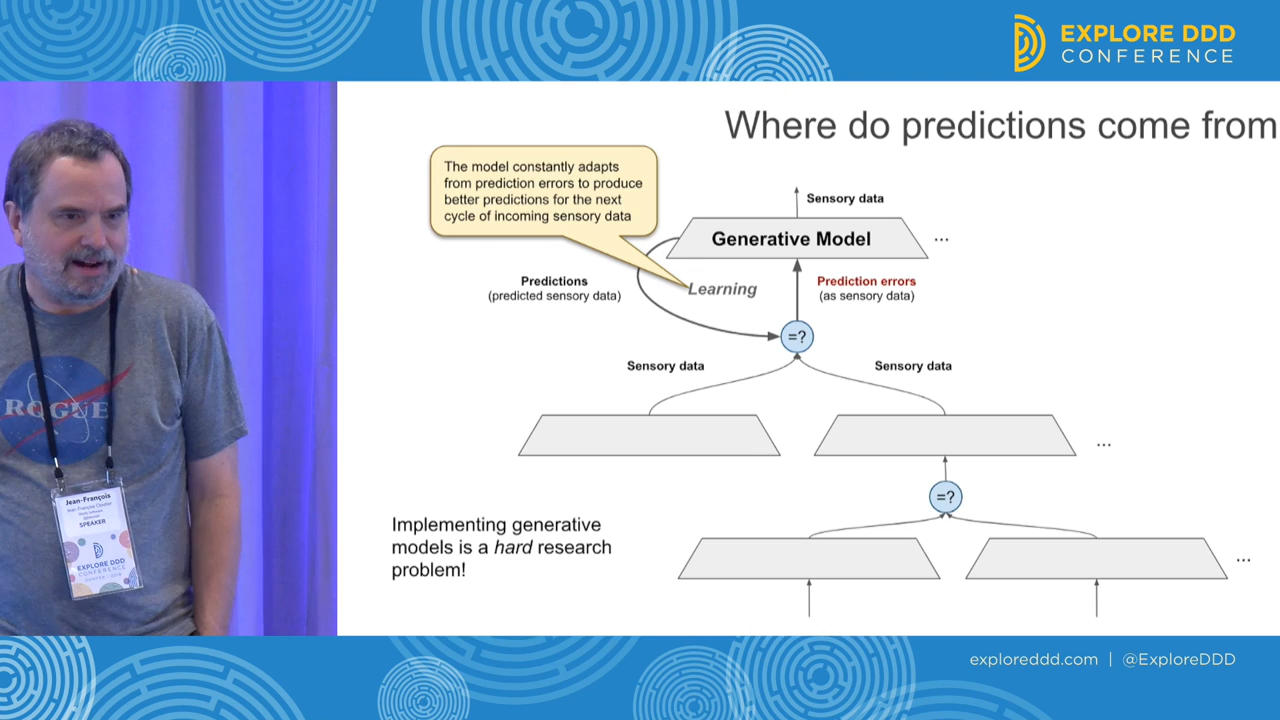 EXPLORE DDD
CONFERENCE
Where do predictions come from
The model constantly adapts
from prediction errors to produce
better predictions for the next
cycle of incoming sensory data
Sensory data
Generative Model
...
Predictions
(predicted sensory data)
Learning
Prediction errors
(as sensory data)
=?
Sensory data
Sensory data
...
=?
Implementing generative
models is a hard research
problem!
...
ROGUE
Jean-François
SPEAKER
EXPLORE DDD
CONFERENCE
exploreddd.com | @ExploreDDD